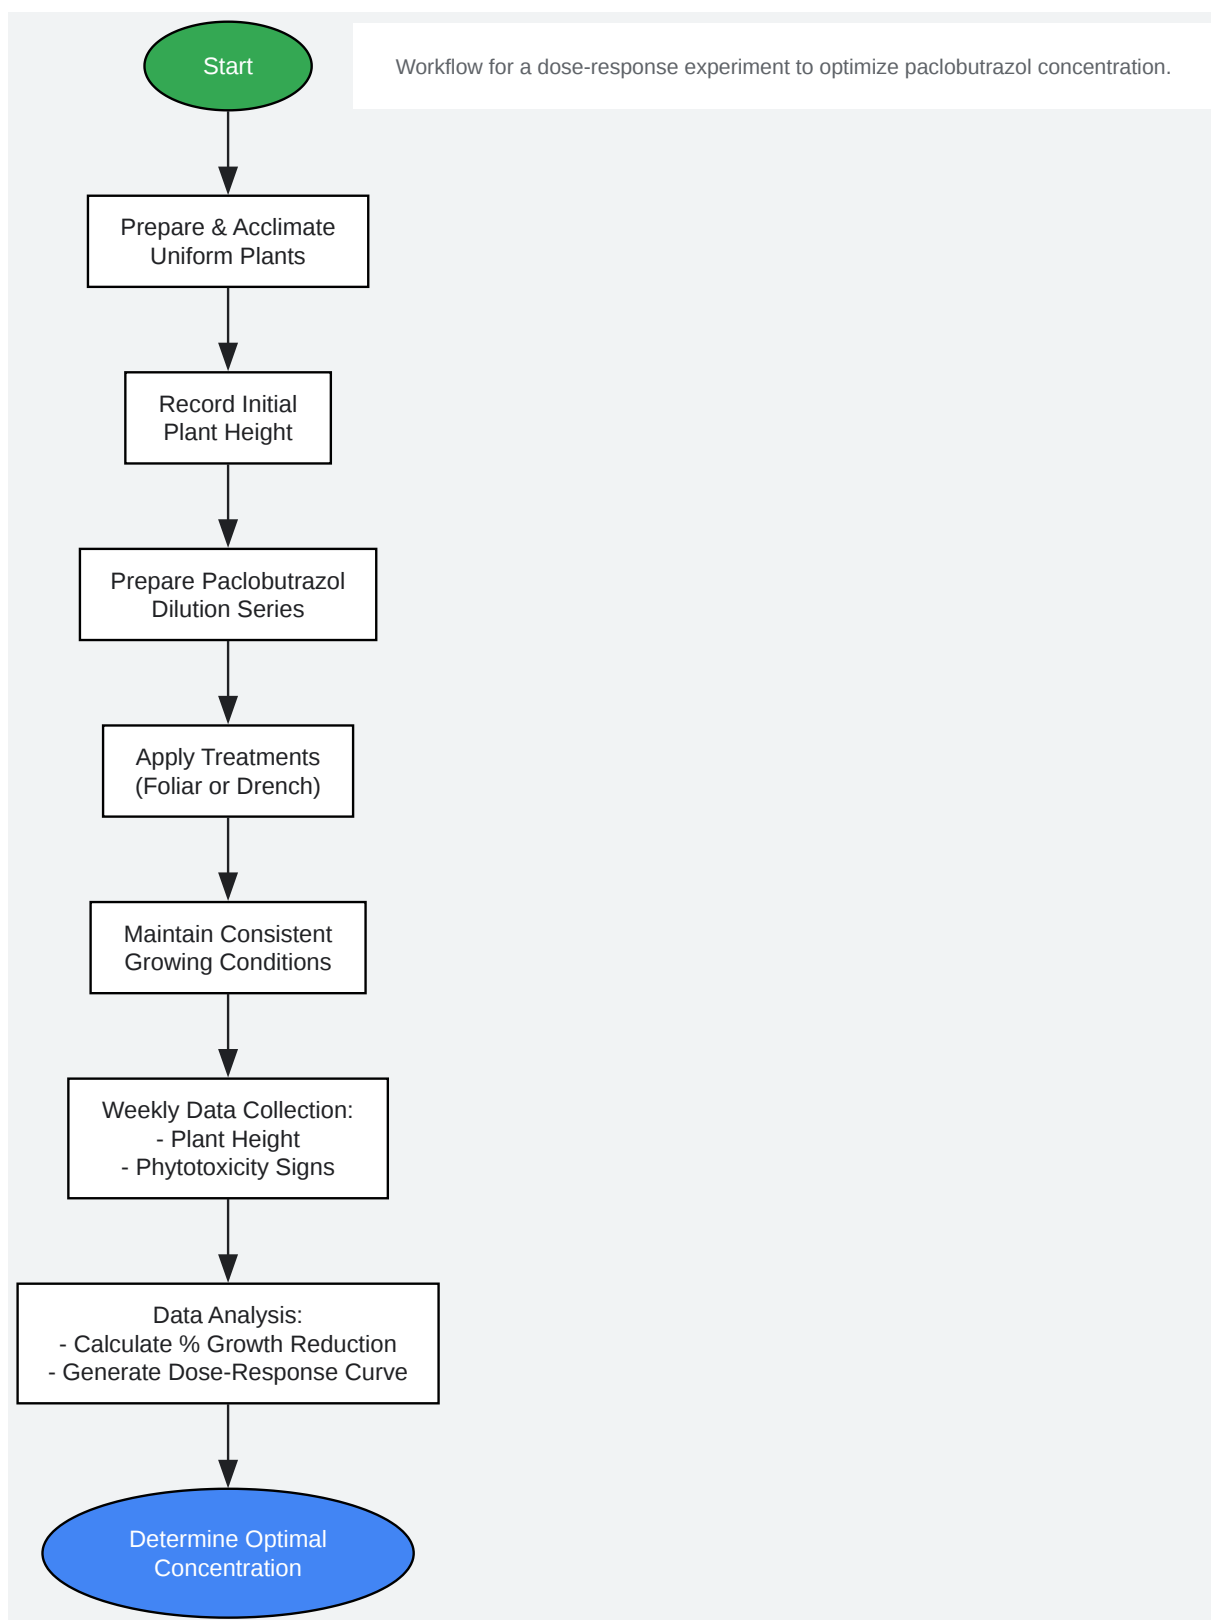 Start
Workflow for a dose-response experiment to optimize paclobutrazol concentration.
Prepare & Acclimate
Uniform Plants
Record Initial
Plant Height
Prepare Paclobutrazol
Dilution Series
Apply Treatments
(Foliar or Drench)
Maintain Consistent
Growing Conditions
Weekly Data Collection:
- Plant Height
- Phytotoxicity Signs
Data Analysis:
- Calculate % Growth Reduction
- Generate Dose-Response Curve
Determine Optimal
Concentration